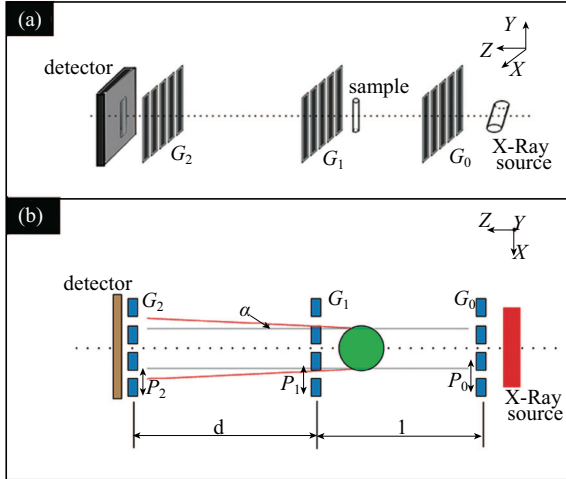 (a)
Y
Z
X
detector
sample
G2
G1
G0
X-Ray
source
(b)
Z
Y
X
detector
G2
G1
G0
α
P2
P1
P0
X-Ray
source
d
l